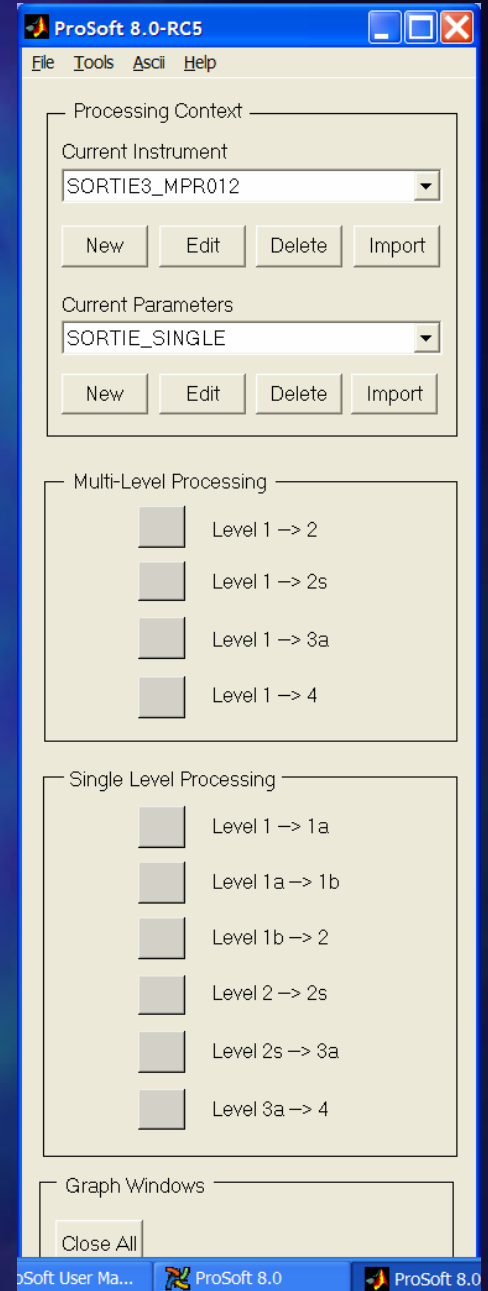 ProSoft 8.0-RC5
File Tools Ascii Help
Processing Context
Current Instrument
SORTIE3_MPR012
New Edit Delete Import
Current Parameters
SORTIE_SINGLE
New Edit Delete Import
Multi-Level Processing
Level 1 —> 2
Level 1 —> 2s
Level 1 —> 3a
Level 1 —> 4
Single Level Processing
Level 1 —> 1a
Level 1a —> 1b
Level 1b —> 2
Level 2 —> 2s
Level 2s —> 3a
Level 3a —> 4
Graph Windows
Close All
oSoft User Ma... ProSoft 8.0 ProSoft 8.0